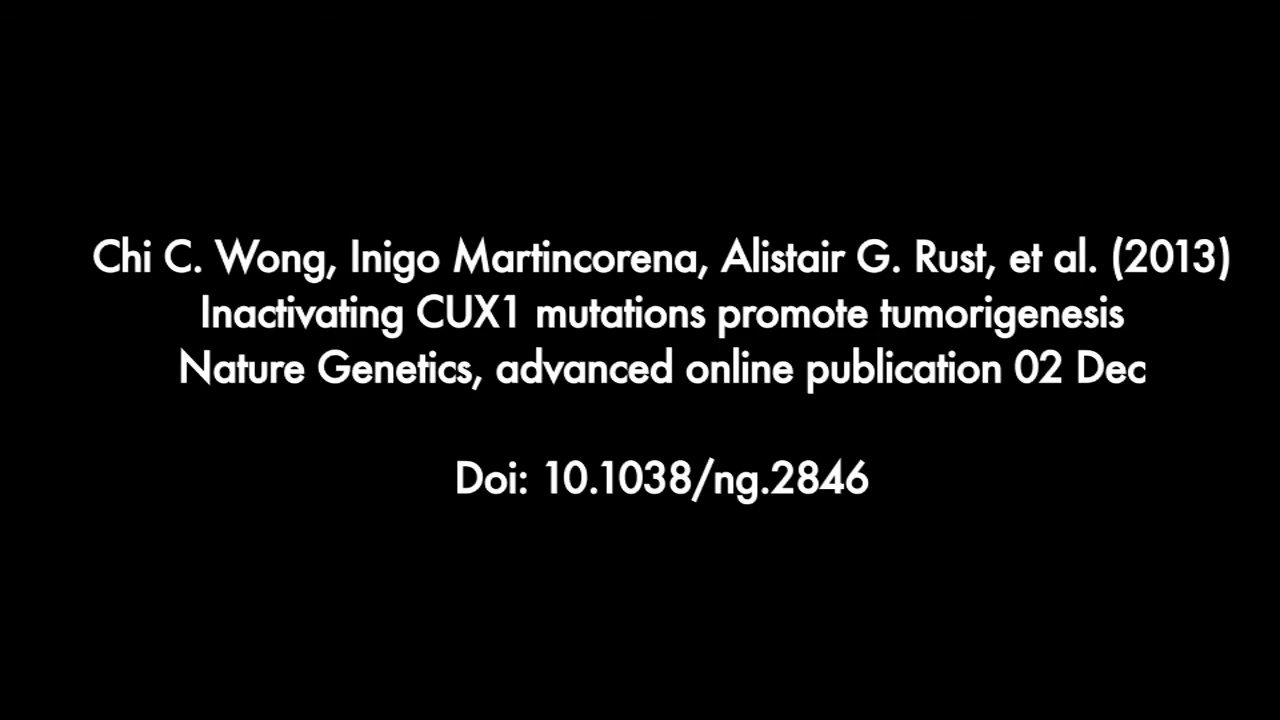 Chi C. Wong, Inigo Martincorena, Alistair G. Rust, et al. (2013)
Inactivating CUX1 mutations promote tumorigenesis
Nature Genetics, advanced online publication 02 Dec
Doi: 10.1038/ng.2846